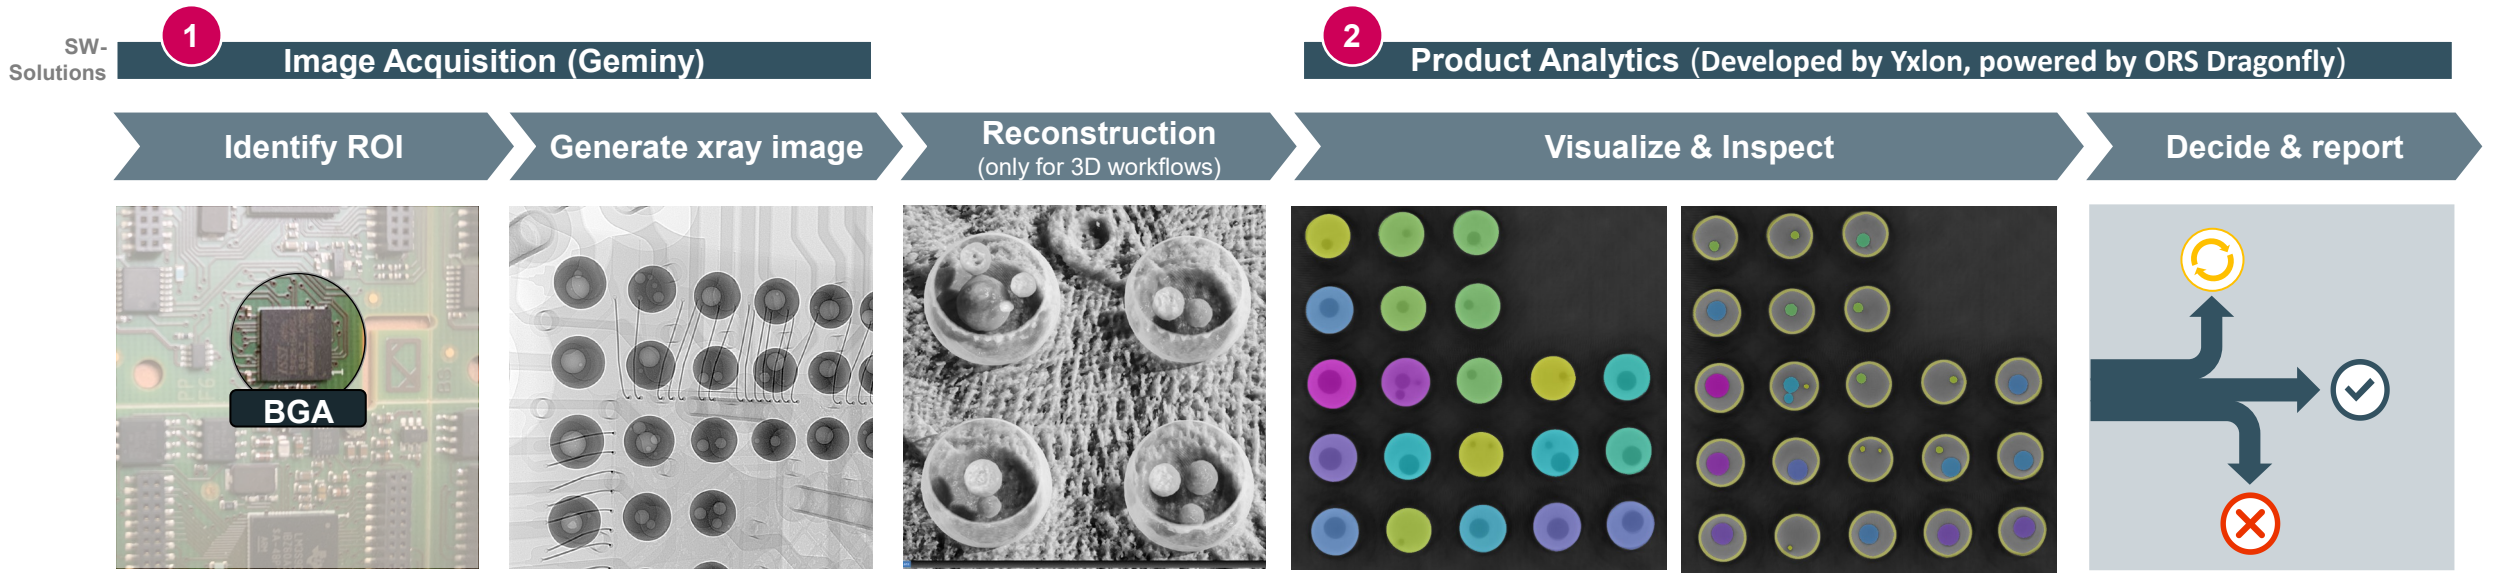 SW-
Solutions
1
Image Acquisition (Geminy)
2
Product Analytics (Developed by Yxlon, powered by ORS Dragonfly)
Identify ROI
Generate xray image
Reconstruction
(only for 3D workflows)
Visualize & Inspect
Decide & report
BGA